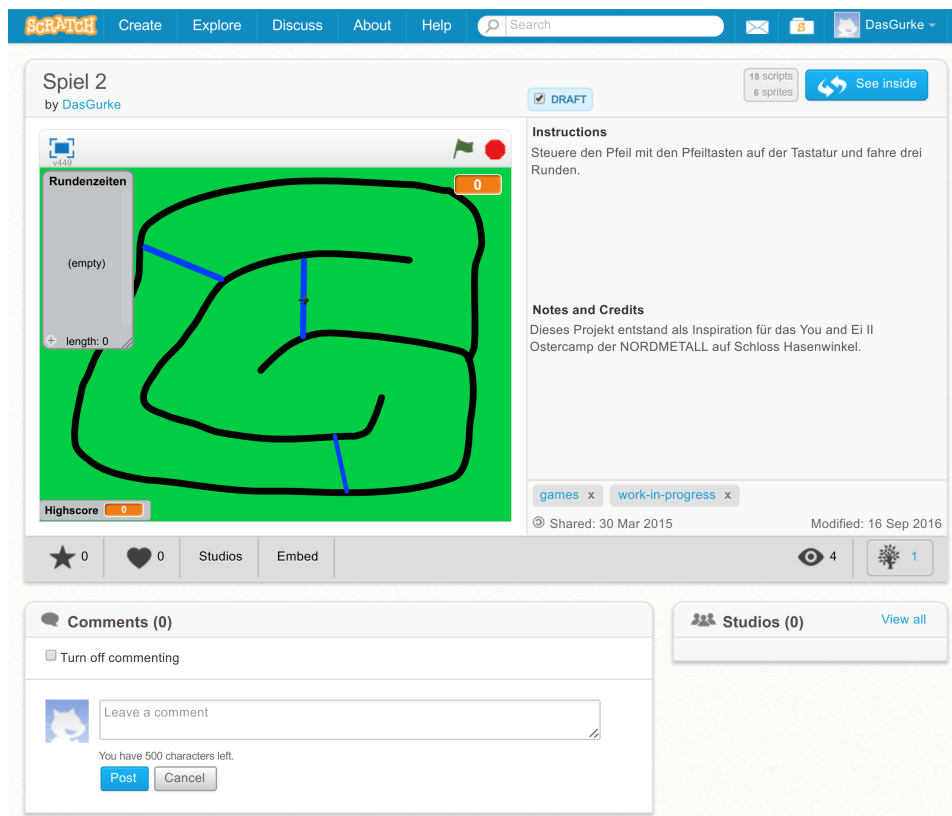 SCRATCH Create Explore Discuss About Help Search S DasGurke
Spiel 2
by DasGurke
DRAFT
18 scripts
6 sprites
See inside
v449
Rundenzeiten
(empty)
+ length: 0
0
Highscore 0
Instructions
Steuere den Pfeil mit den Pfeiltasten auf der Tastatur und fahre drei
Runden.
Notes and Credits
Dieses Projekt entstand als Inspiration für das You and Ei II
Ostercamp der NORDMETALL auf Schloss Hasenwinkel.
games x work-in-progress x
Shared: 30 Mar 2015 Modified: 16 Sep 2016
0 0 Studios Embed 4 1
Comments (0)
Turn off commenting
Leave a comment
You have 500 characters left.
Post Cancel
Studios (0) View all